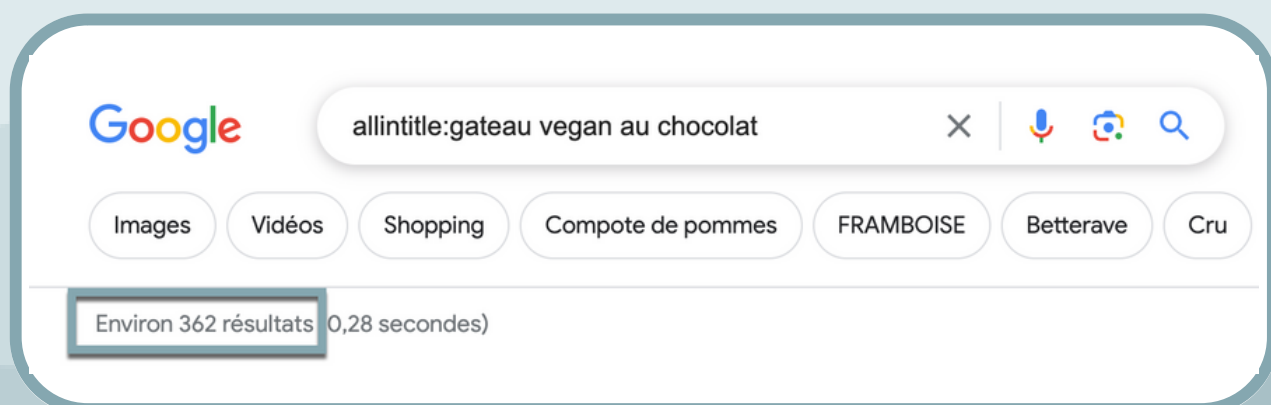 Google allintitle:gateau vegan au chocolat
Images Vidéos Shopping Compote de pommes FRAMBOISE Betterave Cru
Environ 362 résultats 0,28 secondes)